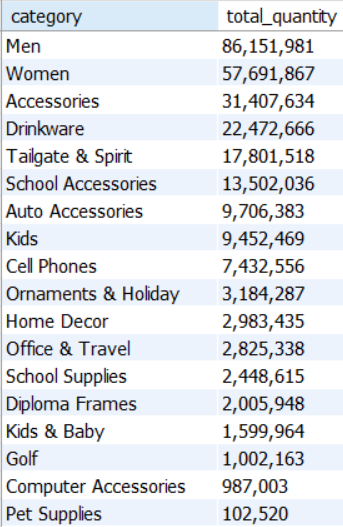 category total_quantity
Men 86,151,981
Women 57,691,867
Accessories 31,407,634
Drinkware 22,472,666
Tailgate & Spirit 17,801,518
School Accessories 13,502,036
Auto Accessories 9,706,383
Kids 9,452,469
Cell Phones 7,432,556
Ornaments & Holiday 3,184,287
Home Decor 2,983,435
Office & Travel 2,825,338
School Supplies 2,448,615
Diploma Frames 2,005,948
Kids & Baby 1,599,964
Golf 1,002,163
Computer Accessories 987,003
Pet Supplies 102,520